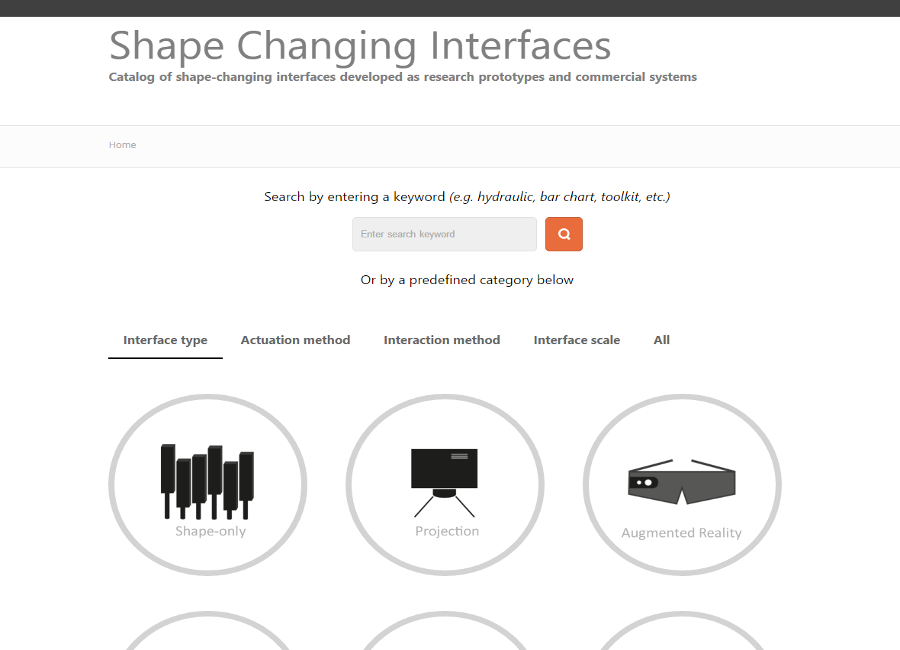 Shape Changing Interfaces
Catalog of shape-changing interfaces developed as research prototypes and commercial systems
Home
Search by entering a keyword (e.g. hydraulic, bar chart, toolkit, etc.)
Enter search keyword
Or by a predefined category below
Interface type Actuation method Interaction method Interface scale All
Shape-only Projection Augmented Reality